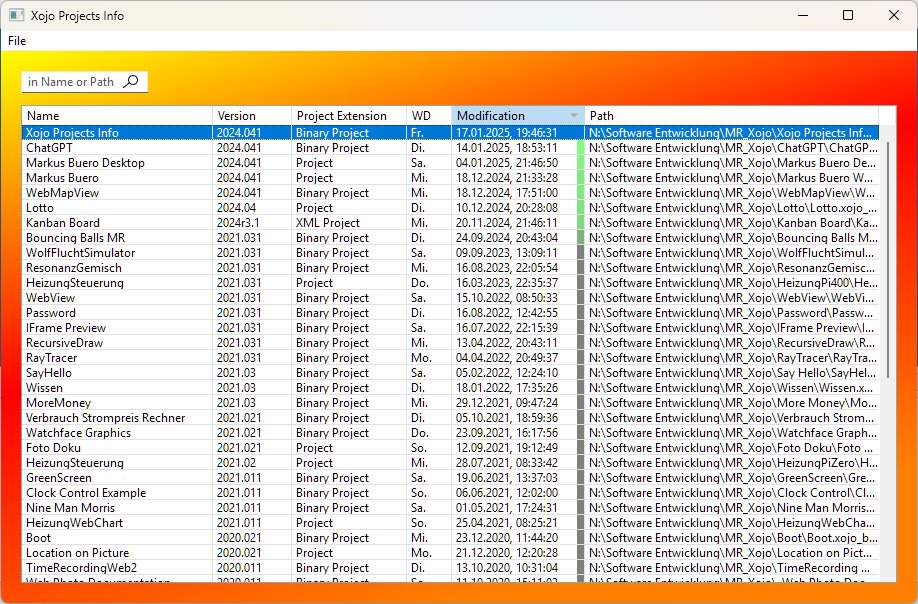 Xojo Projects Info
File
in Name or Path
Name Version Project Extension WD Modification Path
Xojo Projects Info 2024.041 Binary Project Fr. 17.01.2025, 19:46:31 N:\Software Entwicklung\MR_Xojo\Xojo Projects Inf...
ChatGPT 2024.041 Binary Project Di. 14.01.2025, 18:53:11 N:\Software Entwicklung\MR_Xojo\ChatGPT\ChatGP...
Markus Buero Desktop 2024.041 Project Sa. 04.01.2025, 21:46:50 N:\Software Entwicklung\MR_Xojo\Markus Buero De...
Markus Buero 2024.041 Project Mi. 18.12.2024, 21:33:28 N:\Software Entwicklung\MR_Xojo\Markus Buero W...
WebMapView 2024.041 Binary Project Mi. 18.12.2024, 17:51:00 N:\Software Entwicklung\MR_Xojo\WebMapView\W...
Lotto 2024.04 Project Di. 10.12.2024, 20:28:08 N:\Software Entwicklung\MR_Xojo\Lotto\Lotto.xojo_...
Kanban Board 2024r3.1 XML Project Mi. 20.11.2024, 21:46:11 N:\Software Entwicklung\MR_Xojo\Kanban Board\Ka...
Bouncing Balls MR 2021.031 Binary Project Di. 24.09.2024, 20:43:04 N:\Software Entwicklung\MR_Xojo\Bouncing Balls M...
WolfFluchtSimulator 2021.031 Binary Project Sa. 09.09.2023, 13:09:11 N:\Software Entwicklung\MR_Xojo\WolfFluchtSimul...
ResonanzGemisch 2021.031 Binary Project Mi. 16.08.2023, 22:05:54 N:\Software Entwicklung\MR_Xojo\ResonanzGemisc...
HeizungSteuerung 2021.031 Project Do. 16.03.2023, 22:35:37 N:\Software Entwicklung\MR_Xojo\HeizungPi400\He...
WebView 2021.031 Binary Project Sa. 15.10.2022, 08:50:33 N:\Software Entwicklung\MR_Xojo\WebView\WebVi...
Password 2021.031 Binary Project Di. 16.08.2022, 12:42:55 N:\Software Entwicklung\MR_Xojo\Password\Passw...
IFrame Preview 2021.031 Binary Project Sa. 16.07.2022, 22:15:39 N:\Software Entwicklung\MR_Xojo\IFrame Preview\I...
RecursiveDraw 2021.031 Binary Project Mi. 13.04.2022, 20:43:11 N:\Software Entwicklung\MR_Xojo\RecursiveDraw\R...
RayTracer 2021.031 Binary Project Mo. 04.04.2022, 20:49:37 N:\Software Entwicklung\MR_Xojo\RayTracer\RayTra...
SayHello 2021.03 Binary Project Sa. 05.02.2022, 12:24:10 N:\Software Entwicklung\MR_Xojo\Say Hello\SayHel...
Wissen 2021.03 Binary Project Di. 18.01.2022, 17:35:26 N:\Software Entwicklung\MR_Xojo\Wissen\Wissen.x...
MoreMoney 2021.03 Binary Project Mi. 29.12.2021, 09:47:24 N:\Software Entwicklung\MR_Xojo\More Money\Mo...
Verbrauch Strompreis Rechner 2021.021 Binary Project Di. 05.10.2021, 18:59:36 N:\Software Entwicklung\MR_Xojo\Verbrauch Strom...
Watchface Graphics 2021.021 Binary Project Do. 23.09.2021, 16:17:56 N:\Software Entwicklung\MR_Xojo\Watchface Graph...
Foto Doku 2021.021 Project So. 12.09.2021, 19:12:49 N:\Software Entwicklung\MR_Xojo\Foto Doku\Foto ...
HeizungSteuerung 2021.02 Project Mi. 28.07.2021, 08:33:42 N:\Software Entwicklung\MR_Xojo\HeizungPiZero\H...
GreenScreen 2021.011 Binary Project Sa. 19.06.2021, 13:37:03 N:\Software Entwicklung\MR_Xojo\GreenScreen\Gre...
Clock Control Example 2021.011 Binary Project So. 06.06.2021, 12:02:00 N:\Software Entwicklung\MR_Xojo\Clock Control\Cl...
Nine Man Morris 2021.011 Binary Project Sa. 01.05.2021, 17:24:31 N:\Software Entwicklung\MR_Xojo\Nine Man Morris...
HeizungWebChart 2021.011 Project So. 25.04.2021, 08:25:21 N:\Software Entwicklung\MR_Xojo\HeizungWebCha...
Boot 2020.021 Binary Project Mi. 23.12.2020, 11:44:20 N:\Software Entwicklung\MR_Xojo\Boot\Boot.xojo_b...
Location on Picture 2020.021 Project Mo. 21.12.2020, 12:20:28 N:\Software Entwicklung\MR_Xojo\Location on Pict...
TimeRecordingWeb2 2020.011 Binary Project Di. 13.10.2020, 10:31:04 N:\Software Entwicklung\MR_Xojo\TimeRecording ...
Web Photo Documentation 2020.011 Binary Project So. 11.10.2020, 15:11:02